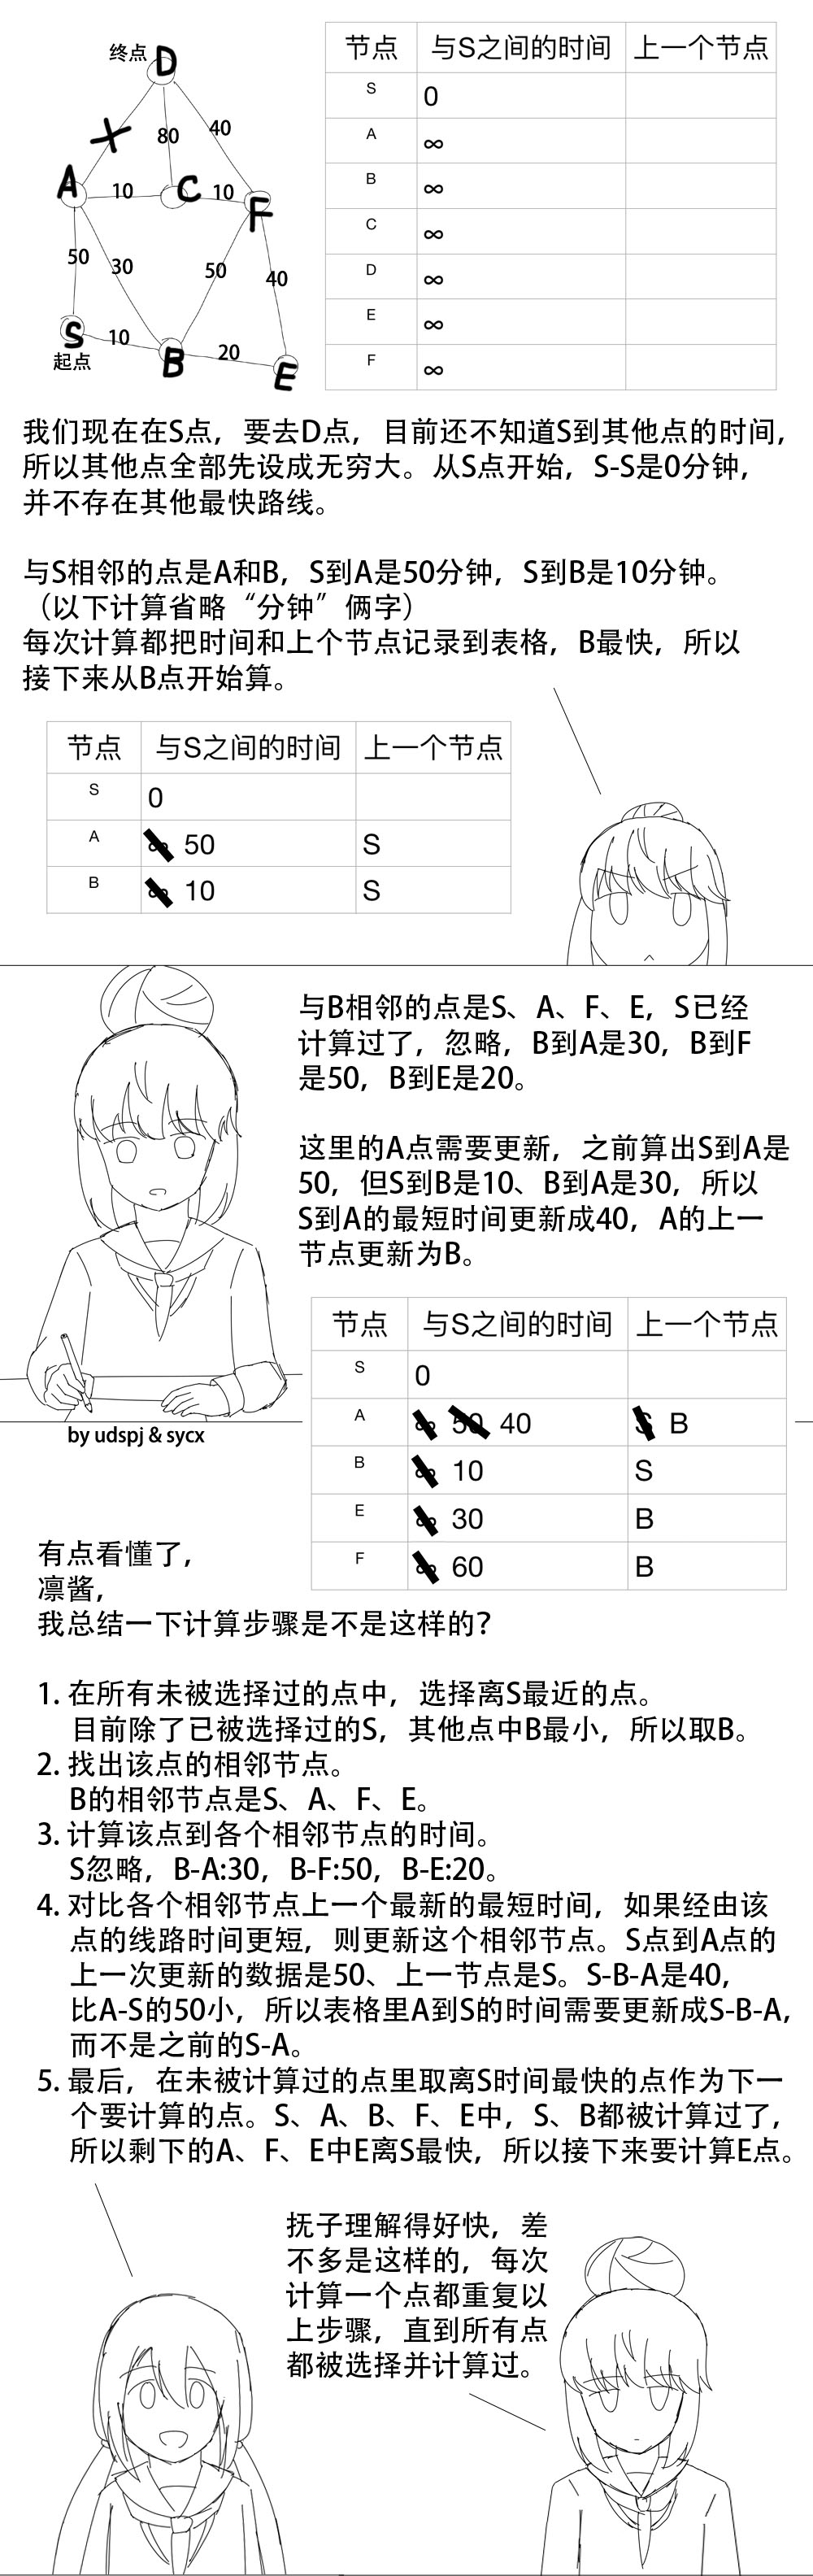 终点 D
80 40
A 10 C 10 F
50 30 50 40
S 10 B 20 E
起点
节点 与S之间的时间 上一个节点
S 0
A ∞
B ∞
C ∞
D ∞
E ∞
F ∞
我们现在在S点，要去D点，目前还不知道S到其他点的时间，
所以其他点全部先设成无穷大。从S点开始，S-S是0分钟，
并不存在其他最快路线。
与S相邻的点是A和B，S到A是50分钟，S到B是10分钟。
（以下计算省略“分钟”俩字）
每次计算都把时间和上个节点记录到表格，B最快，所以
接下来从B点开始算。
节点 与S之间的时间 上一个节点
S 0
A ∞ 50 S
B ∞ 10 S
与B相邻的点是S、A、F、E，S已经
计算过了，忽略，B到A是30，B到F
是50，B到E是20。
这里的A点需要更新，之前算出S到A是
50，但S到B是10、B到A是30，所以
S到A的最短时间更新成40，A的上一
节点更新为B。
节点 与S之间的时间 上一个节点
S 0
A ∞ 50 40 S B
B ∞ 10 S
E ∞ 30 B
F ∞ 60 B
by udspj & sycx
有点看懂了，
凛酱，
我总结一下计算步骤是不是这样的？
1. 在所有未被选择过的点中，选择离S最近的点。
目前除了已被选择过的S，其他点中B最小，所以取B。
2. 找出该点的相邻节点。
B的相邻节点是S、A、F、E。
3. 计算该点到各个相邻节点的时间。
S忽略，B-A:30，B-F:50，B-E:20。
4. 对比各个相邻节点上一个最新的最短时间，如果经由该
点的线路时间更短，则更新这个相邻节点。S点到A点的
上一次更新的数据是50、上一节点是S。S-B-A是40，
比A-S的50小，所以表格里A到S的时间需要更新成S-B-A，
而不是之前的S-A。
5. 最后，在未被计算过的点里取离S时间最快的点作为下一
个要计算的点。S、A、B、F、E中，S、B都被计算过了，
所以剩下的A、F、E中E离S最快，所以接下来要计算E点。
抚子理解得好快，差
不多是这样的，每次
计算一个点都重复以
上步骤，直到所有点
都被选择并计算过。